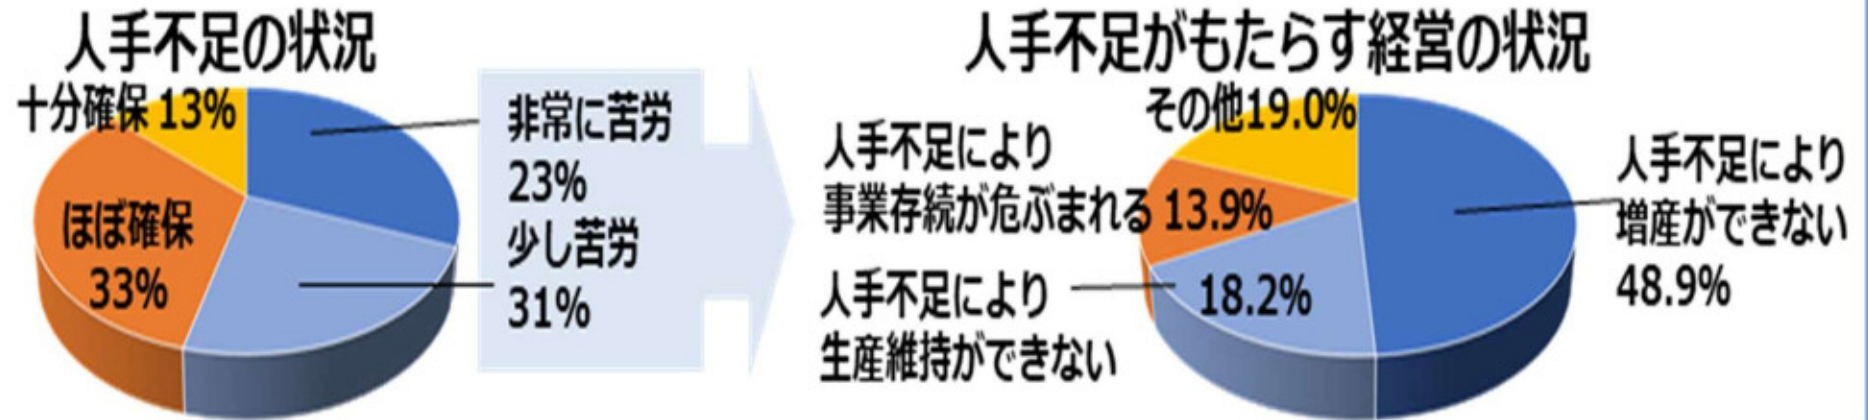 人手不足の状況
十分確保 13%
ほぼ確保
33%
非常に苦労
23%
少し苦労
31%
人手不足がもたらす経営の状況
その他19.0%
人手不足により
事業存続が危ぶまれる 13.9%
人手不足により
生産維持ができない
18.2%
人手不足により
増産ができない
48.9%